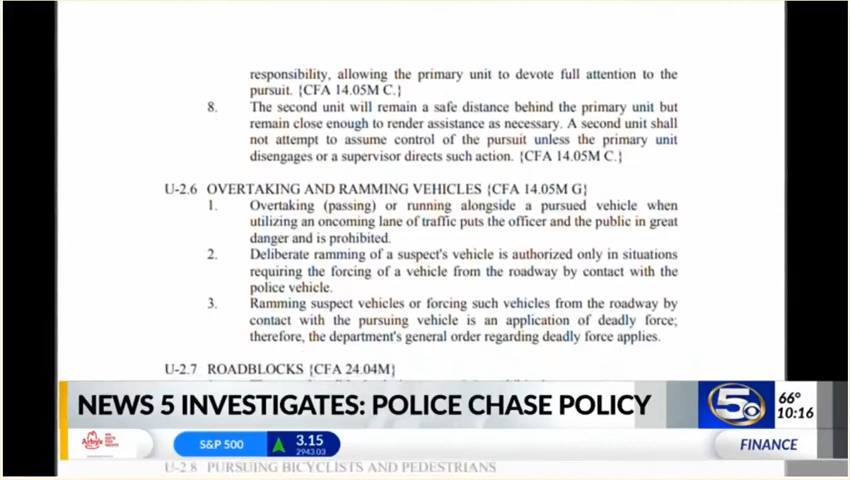 responsibility, allowing the primary unit to devote full attention to the
pursuit. {CFA 14.05M C.}
8. The second unit will remain a safe distance behind the primary unit but
remain close enough to render assistance as necessary. A second unit shall
not attempt to assume control of the pursuit unless the primary unit
disengages or a supervisor directs such action. {CFA 14.05M C.}
U-2.6 OVERTAKING AND RAMMING VEHICLES {CFA 14.05M G}
1. Overtaking (passing) or running alongside a pursued vehicle when
utilizing an oncoming lane of traffic puts the officer and the public in great
danger and is prohibited.
2. Deliberate ramming of a suspect's vehicle is authorized only in situations
requiring the forcing of a vehicle from the roadway by contact with the
police vehicle.
3. Ramming suspect vehicles or forcing such vehicles from the roadway by
contact with the pursuing vehicle is an application of deadly force;
therefore, the department's general order regarding deadly force applies.
U-2.7 ROADBLOCKS {CFA 24.04M}
NEWS 5 INVESTIGATES: POLICE CHASE POLICY
5
66°
10:16
Arby's
S&P 500
3.15
2943.03
FINANCE
U-2.8 PURSUING BICYCLISTS AND PEDESTRIANS